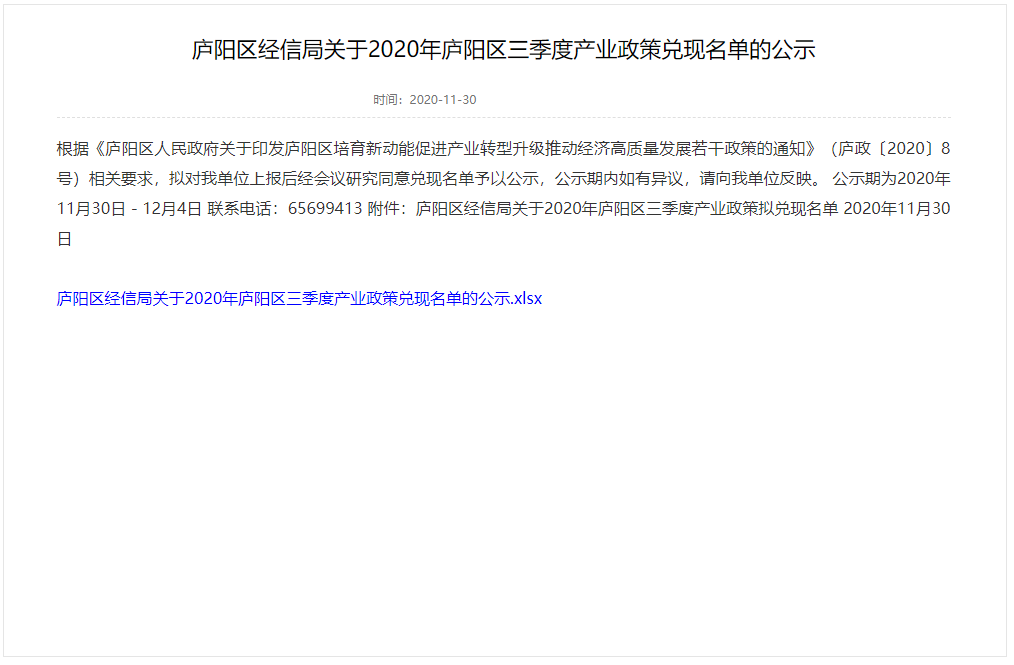 庐阳区经信局关于2020年庐阳区三季度产业政策兑现名单的公示
时间：2020-11-30
根据《庐阳区人民政府关于印发庐阳区培育新动能促进产业转型升级推动经济高质量发展若干政策的通知》（庐政〔2020〕8
号）相关要求，拟对我单位上报后经会议研究同意兑现名单予以公示，公示期内如有异议，请向我单位反映。 公示期为2020年
11月30日 - 12月4日 联系电话：65699413 附件：庐阳区经信局关于2020年庐阳区三季度产业政策拟兑现名单 2020年11月30
日
庐阳区经信局关于2020年庐阳区三季度产业政策兑现名单的公示.xlsx